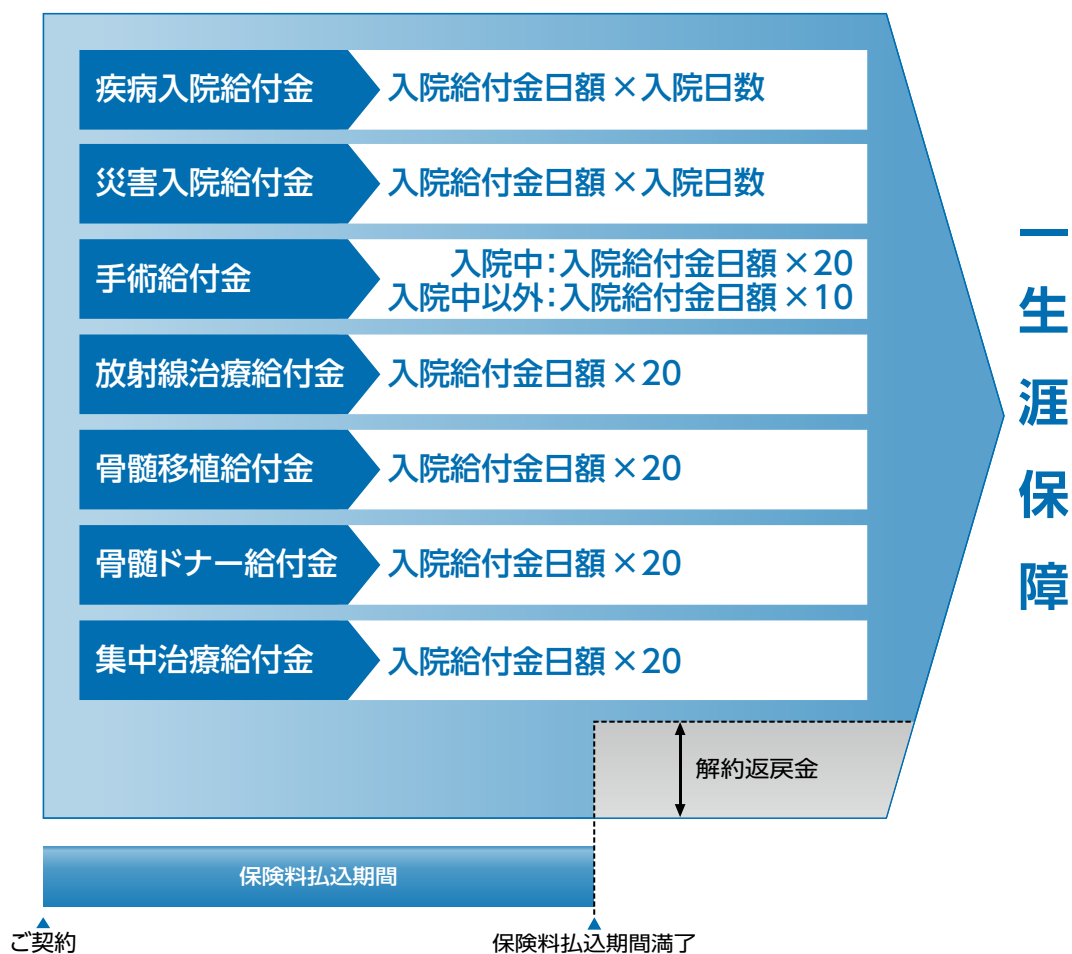 疾病入院給付金
入院給付金日額×入院日数
災害入院給付金
入院給付金日額×入院日数
手術給付金
入院中:入院給付金日額×20
入院中以外:入院給付金日額×10
放射線治療給付金
入院給付金日額×20
骨髄移植給付金
入院給付金日額×20
骨髄ドナー給付金
入院給付金日額×20
集中治療給付金
入院給付金日額×20
一生涯保障
解約返戻金
保険料払込期間
ご契約
保険料払込期間満了